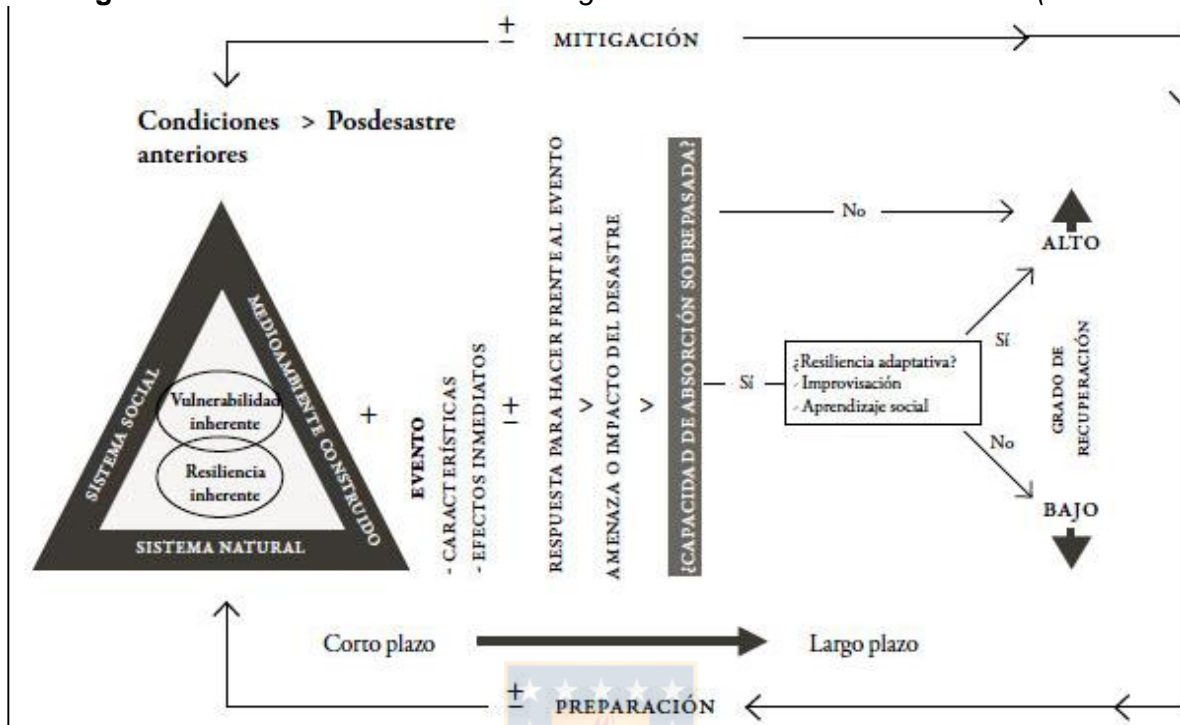 ± MITIGACIÓN
Condiciones > Posdesastre
anteriores
SISTEMA SOCIAL
MEDIOAMBIENTE CONSTRUIDO
SISTEMA NATURAL
Vulnerabilidad
inherente
Resiliencia
inherente
+
EVENTO
- CARACTERÍSTICAS
- EFECTOS INMEDIATOS
±
RESPUESTA PARA HACER FRENTE AL EVENTO
>
AMENAZA O IMPACTO DEL DESASTRE
>
¿CAPACIDAD DE ABSORCIÓN SOBREPASADA?
No
Sí
¿Resiliencia adaptativa?
- Improvisación
- Aprendizaje social
Sí
No
ALTO
GRADO DE
RECUPERACIÓN
BAJO
Corto plazo
Largo plazo
± PREPARACIÓN